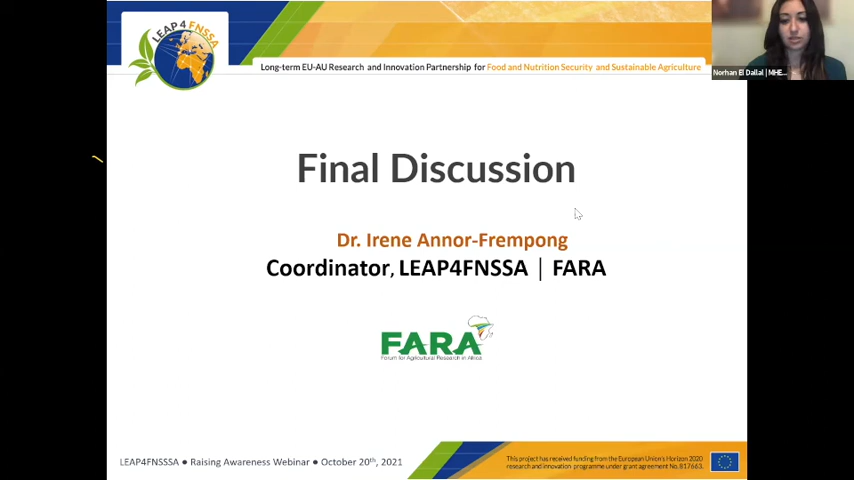 LEAP 4 FNSSA
Long-term EU-AU Research and Innovation Partnership for Food and Nutrition Security and Sustainable Agriculture
Norhan El Dallal | MHE...
Final Discussion
Dr. Irene Annor-Frempong
Coordinator, LEAP4FNSSA | FARA
FARA
Forum for Agricultural Research in Africa
LEAP4FNSSSA ● Raising Awareness Webinar ● October 20th, 2021
This project has received funding from the European Union's Horizon 2020
research and innovation programme under grant agreement No. 817663.